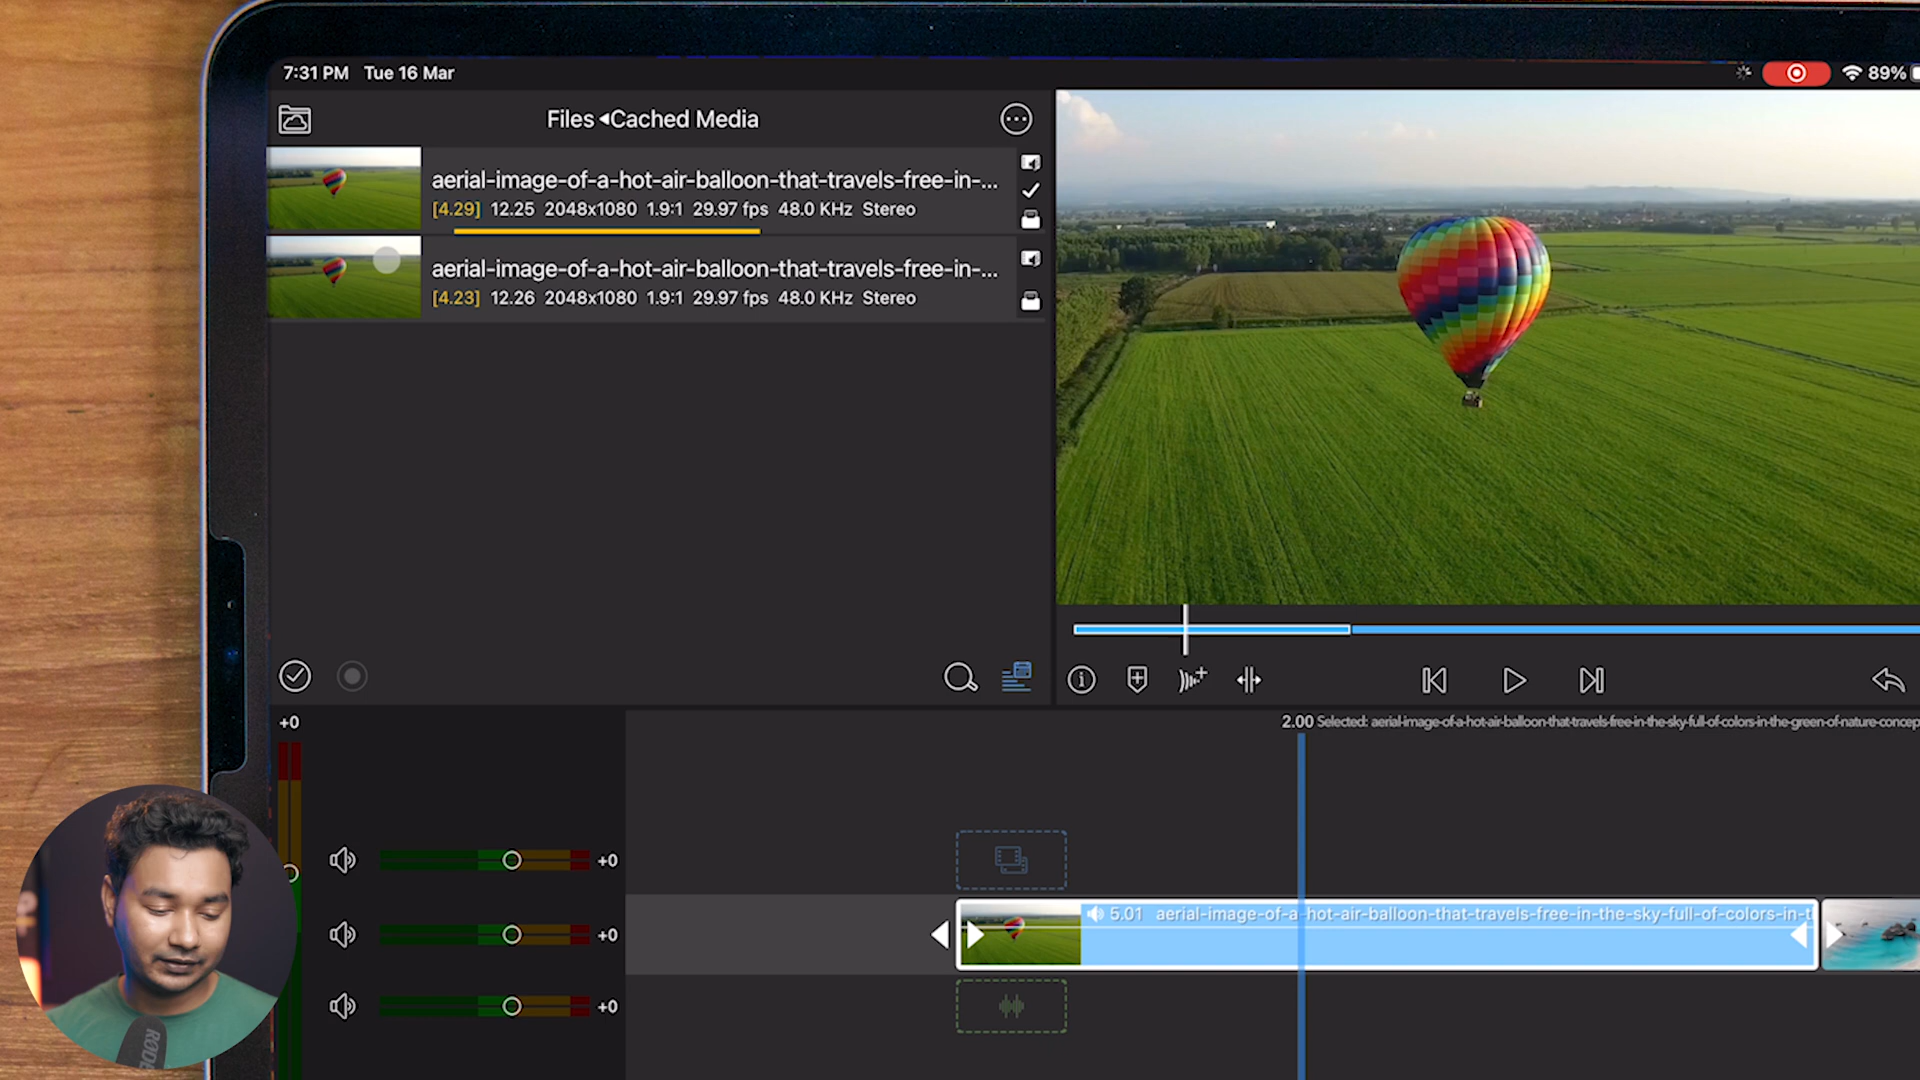 7:31 PM Tue 16 Mar
89%
Files ◂Cached Media
aerial-image-of-a-hot-air-balloon-that-travels-free-in-...
[4.29] 12.25 2048x1080 1.9:1 29.97 fps 48.0 KHz Stereo
aerial-image-of-a-hot-air-balloon-that-travels-free-in-...
[4.23] 12.26 2048x1080 1.9:1 29.97 fps 48.0 KHz Stereo
+0
2.00 Selected: aerial-image-of-a-hot-air-balloon-that-travels-free-in-the-sky-full-of-colors-in-the-green-of-nature-concep
+0
5.01 aerial-image-of-a-hot-air-balloon-that-travels-free-in-the-sky-full-of-colors-in-t
+0
+0
RODE